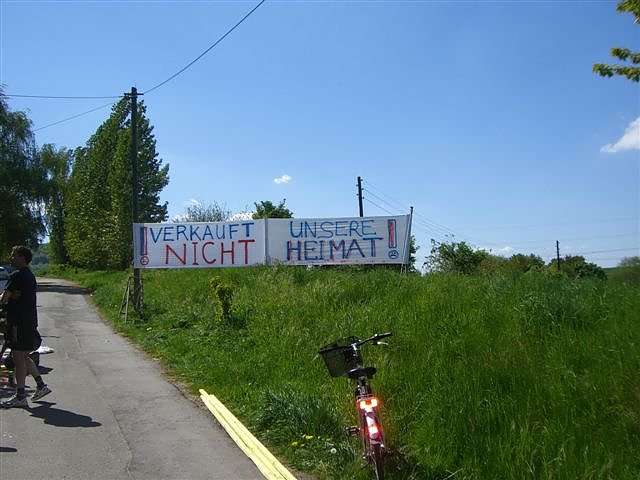 ! VERKAUFT UNSERE !
NICHT HEIMAT